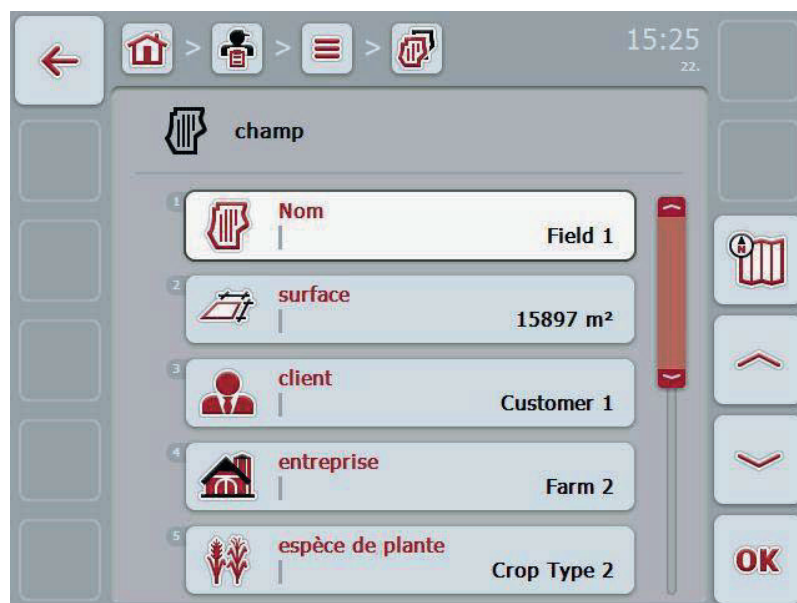 15:25
22.
champ
1
Nom
Field 1
2
surface
15897 m²
3
client
Customer 1
4
entreprise
Farm 2
5
espèce de plante
Crop Type 2
N
OK